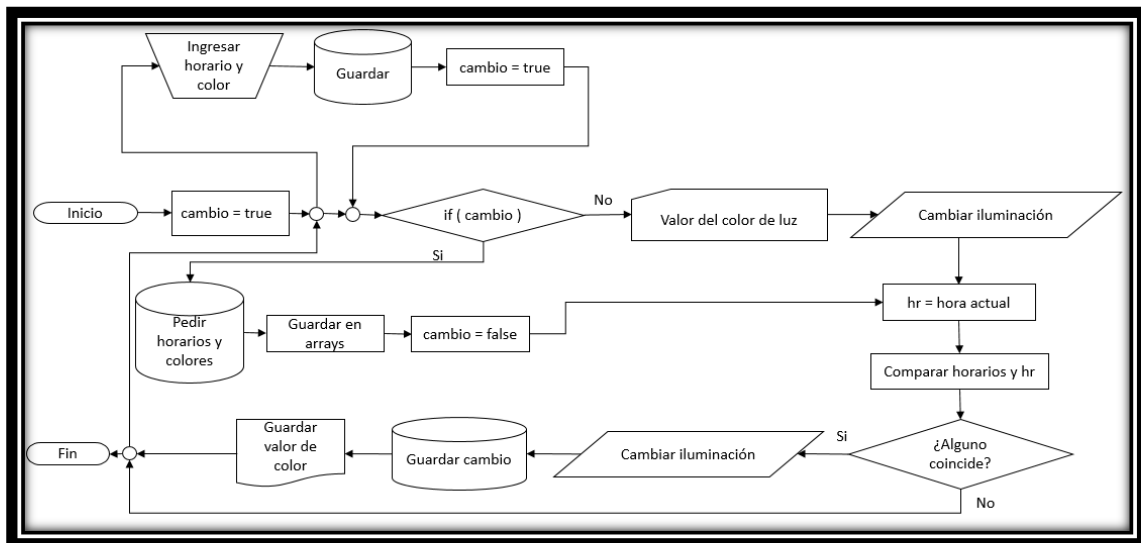 Ingresar
horario y
color
Guardar
cambio = true
Inicio
cambio = true
if ( cambio )
No
Valor del color de luz
Cambiar iluminación
Si
Pedir
horarios y
colores
Guardar en
arrays
cambio = false
hr = hora actual
Comparar horarios y hr
Fin
Guardar
valor de
color
Guardar cambio
Cambiar iluminación
Si
¿Alguno
coincide?
No